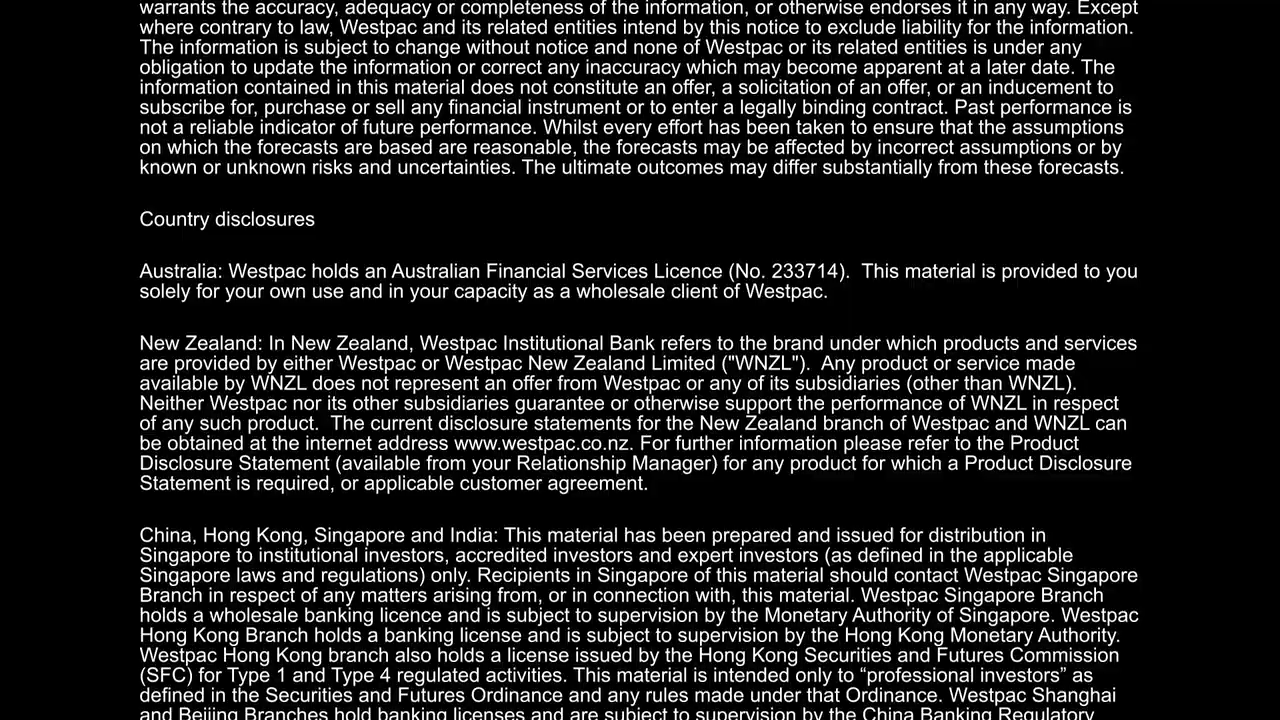 warrants the accuracy, adequacy or completeness of the information, or otherwise endorses it in any way. Except
where contrary to law, Westpac and its related entities intend by this notice to exclude liability for the information.
The information is subject to change without notice and none of Westpac or its related entities is under any
obligation to update the information or correct any inaccuracy which may become apparent at a later date. The
information contained in this material does not constitute an offer, a solicitation of an offer, or an inducement to
subscribe for, purchase or sell any financial instrument or to enter a legally binding contract. Past performance is
not a reliable indicator of future performance. Whilst every effort has been taken to ensure that the assumptions
on which the forecasts are based are reasonable, the forecasts may be affected by incorrect assumptions or by
known or unknown risks and uncertainties. The ultimate outcomes may differ substantially from these forecasts.
Country disclosures
Australia: Westpac holds an Australian Financial Services Licence (No. 233714).  This material is provided to you
solely for your own use and in your capacity as a wholesale client of Westpac.
New Zealand: In New Zealand, Westpac Institutional Bank refers to the brand under which products and services
are provided by either Westpac or Westpac New Zealand Limited ("WNZL").  Any product or service made
available by WNZL does not represent an offer from Westpac or any of its subsidiaries (other than WNZL).
Neither Westpac nor its other subsidiaries guarantee or otherwise support the performance of WNZL in respect
of any such product.  The current disclosure statements for the New Zealand branch of Westpac and WNZL can
be obtained at the internet address www.westpac.co.nz. For further information please refer to the Product
Disclosure Statement (available from your Relationship Manager) for any product for which a Product Disclosure
Statement is required, or applicable customer agreement.
China, Hong Kong, Singapore and India: This material has been prepared and issued for distribution in
Singapore to institutional investors, accredited investors and expert investors (as defined in the applicable
Singapore laws and regulations) only. Recipients in Singapore of this material should contact Westpac Singapore
Branch in respect of any matters arising from, or in connection with, this material. Westpac Singapore Branch
holds a wholesale banking licence and is subject to supervision by the Monetary Authority of Singapore. Westpac
Hong Kong Branch holds a banking license and is subject to supervision by the Hong Kong Monetary Authority.
Westpac Hong Kong branch also holds a license issued by the Hong Kong Securities and Futures Commission
(SFC) for Type 1 and Type 4 regulated activities. This material is intended only to “professional investors” as
defined in the Securities and Futures Ordinance and any rules made under that Ordinance. Westpac Shanghai
and Beijing Branches hold banking licenses and are subject to supervision by the China Banking Regulatory